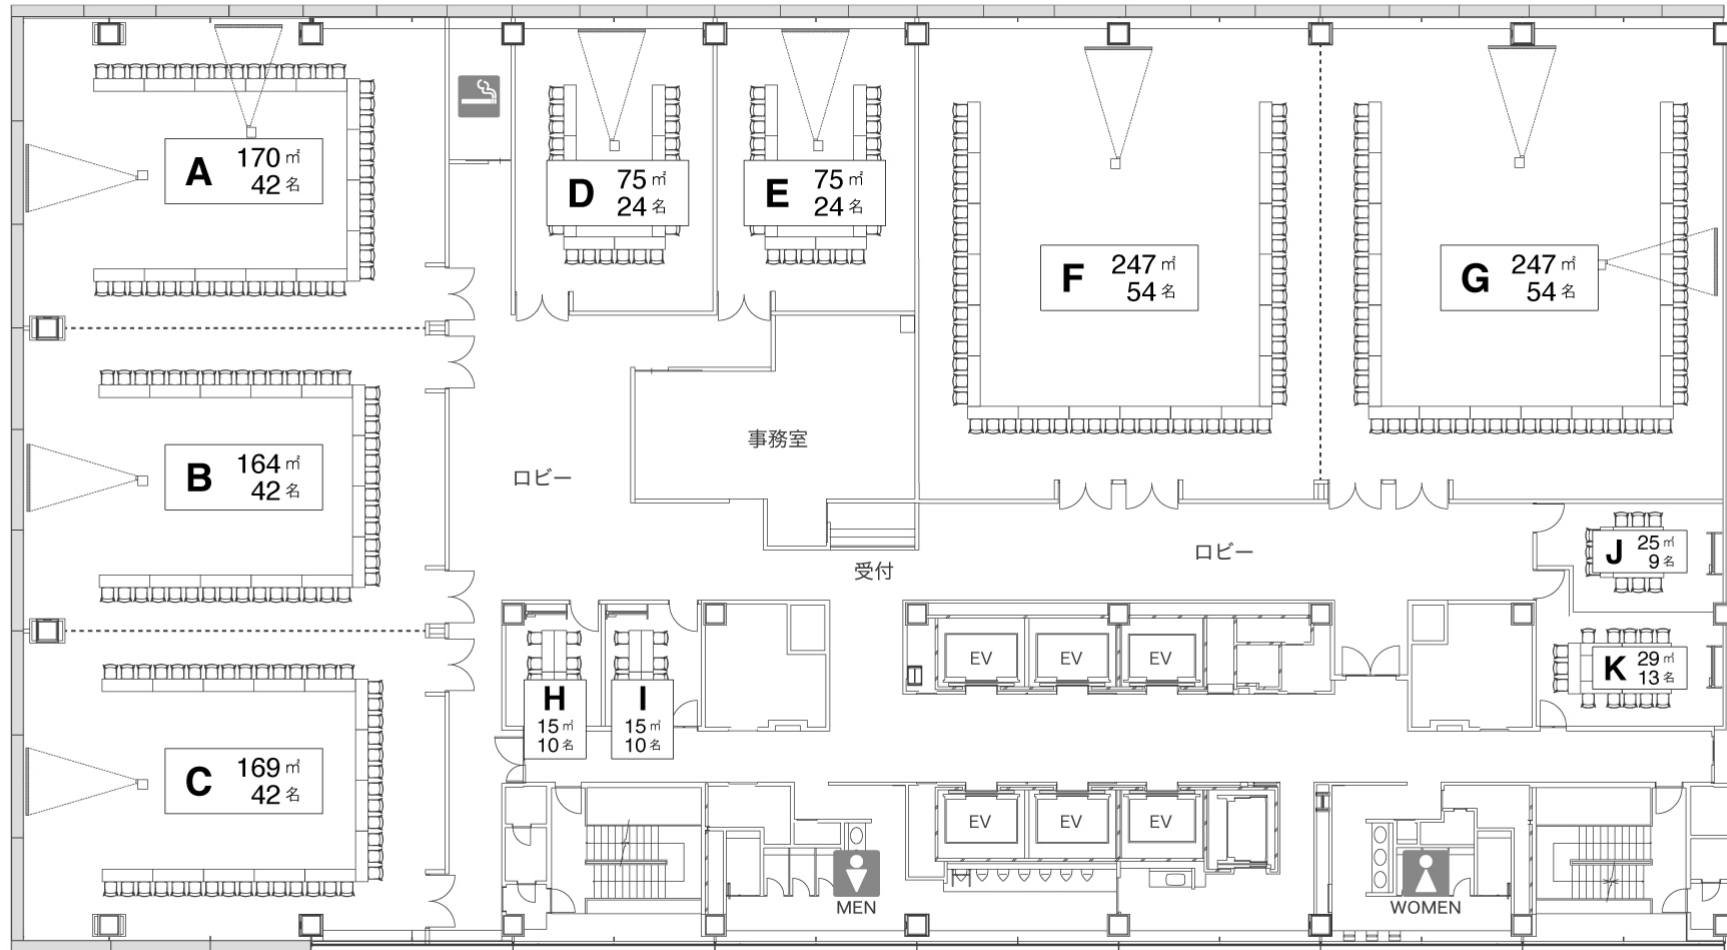 A 170㎡
42名
D 75㎡
24名
E 75㎡
24名
F 247㎡
54名
G 247㎡
54名
B 164㎡
42名
事務室
ロビー
ロビー
受付
J 25㎡
9名
K 29㎡
13名
EV
EV
EV
H
15㎡
10名
I
15㎡
10名
C 169㎡
42名
EV
EV
EV
MEN
WOMEN